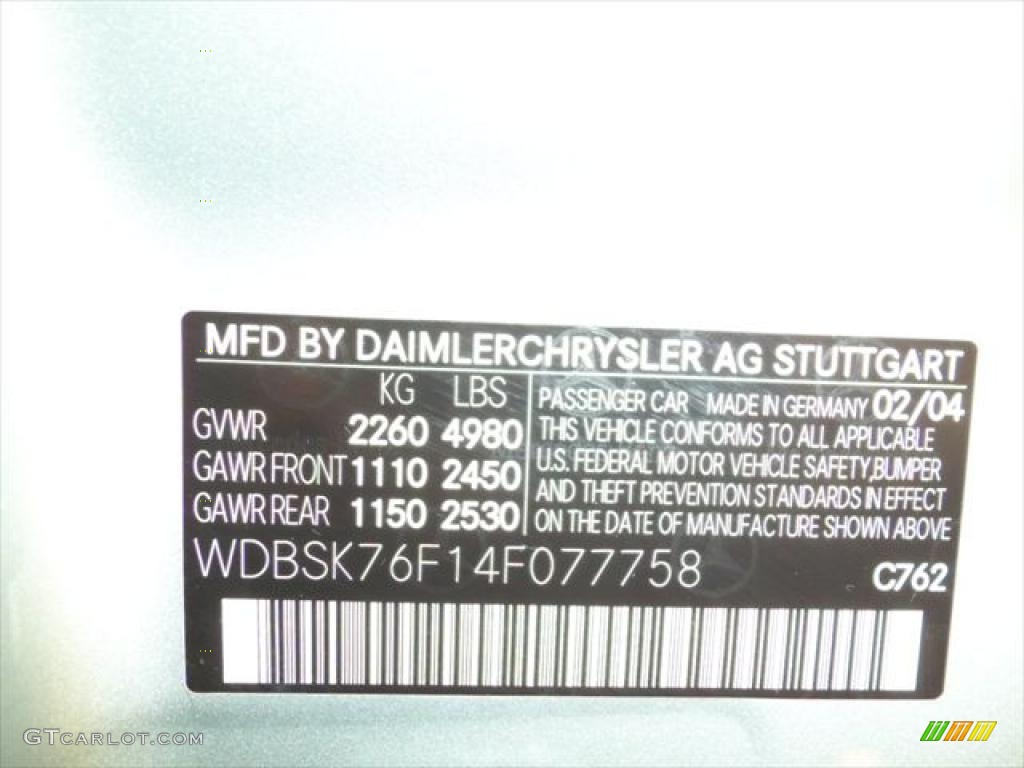 MFD BY DAIMLERCHRYSLER AG STUTTGART
KG LBS
GVWR 2260 4980
GAWR FRONT 1110 2450
GAWR REAR 1150 2530
PASSENGER CAR MADE IN GERMANY 02/04
THIS VEHICLE CONFORMS TO ALL APPLICABLE
U.S. FEDERAL MOTOR VEHICLE SAFETY,BUMPER
AND THEFT PREVENTION STANDARDS IN EFFECT
ON THE DATE OF MANUFACTURE SHOWN ABOVE
WDBSK76F14F077758
C762
GTCARLOT.COM